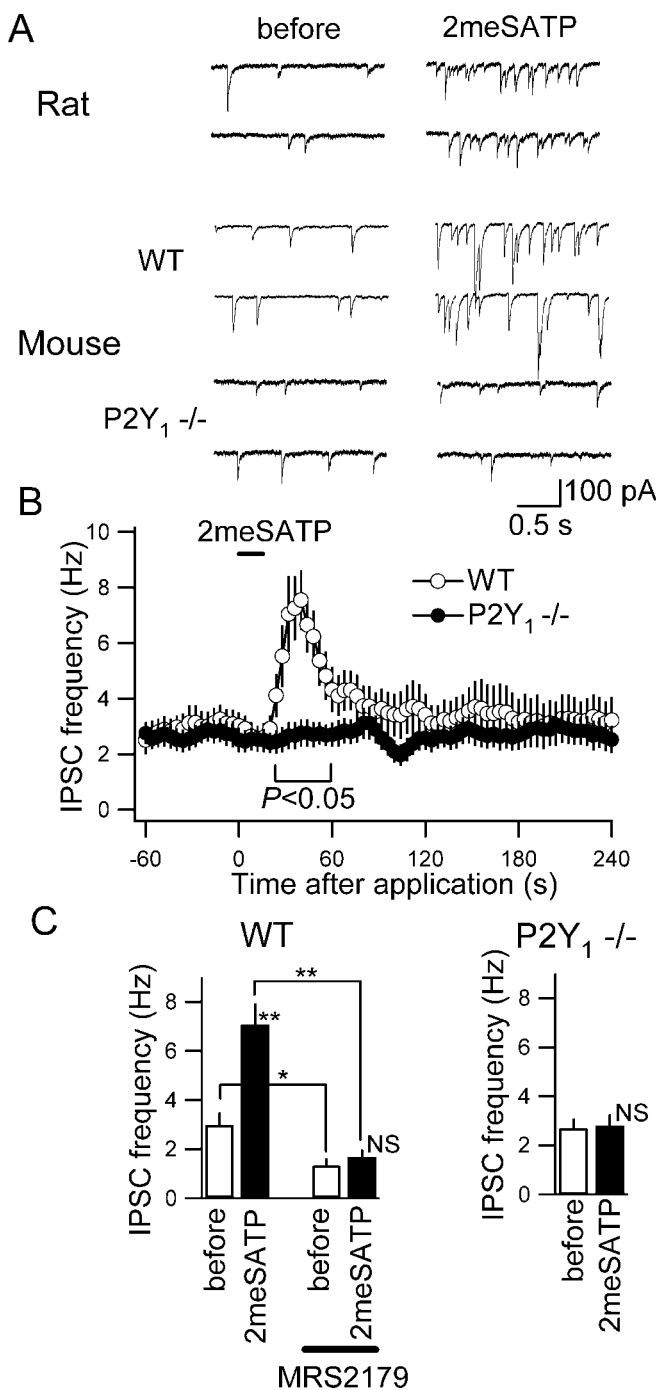 A
before 2meSATP
Rat
WT
Mouse
P2Y1 -/-
100 pA
0.5 s
B
10
8
6
4
2
0
IPSC frequency (Hz)
2meSATP
WT
P2Y1 -/-
P<0.05
-60 0 60 120 180 240
Time after application (s)
C
WT
IPSC frequency (Hz)
8
6
4
2
0
**
**
*
NS
before
2meSATP
before
2meSATP
MRS2179
P2Y1 -/-
IPSC frequency (Hz)
8
6
4
2
0
NS
before
2meSATP